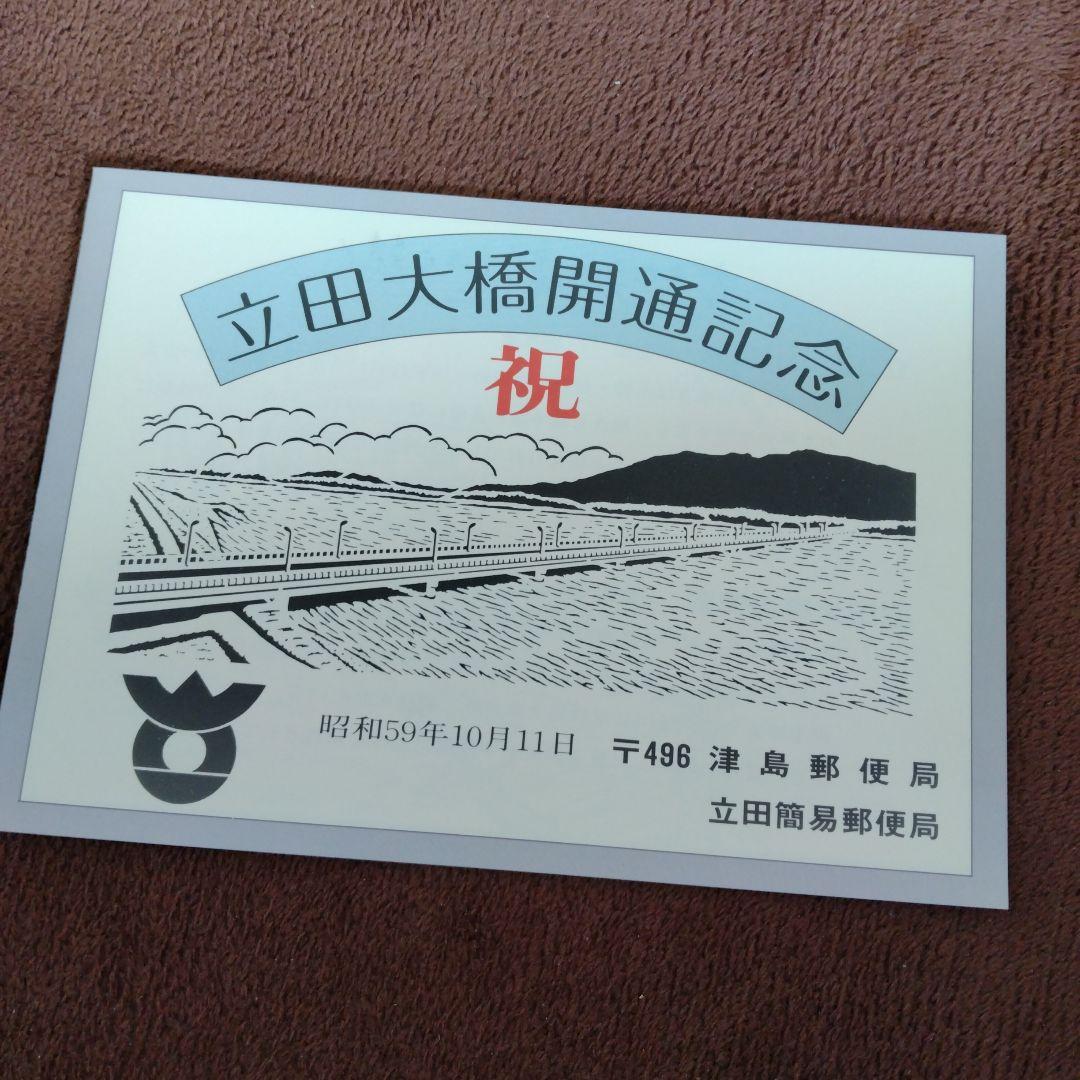 立田大橋開通記念
祝
昭和59年10月11日
〒496 津島郵便局
立田簡易郵便局